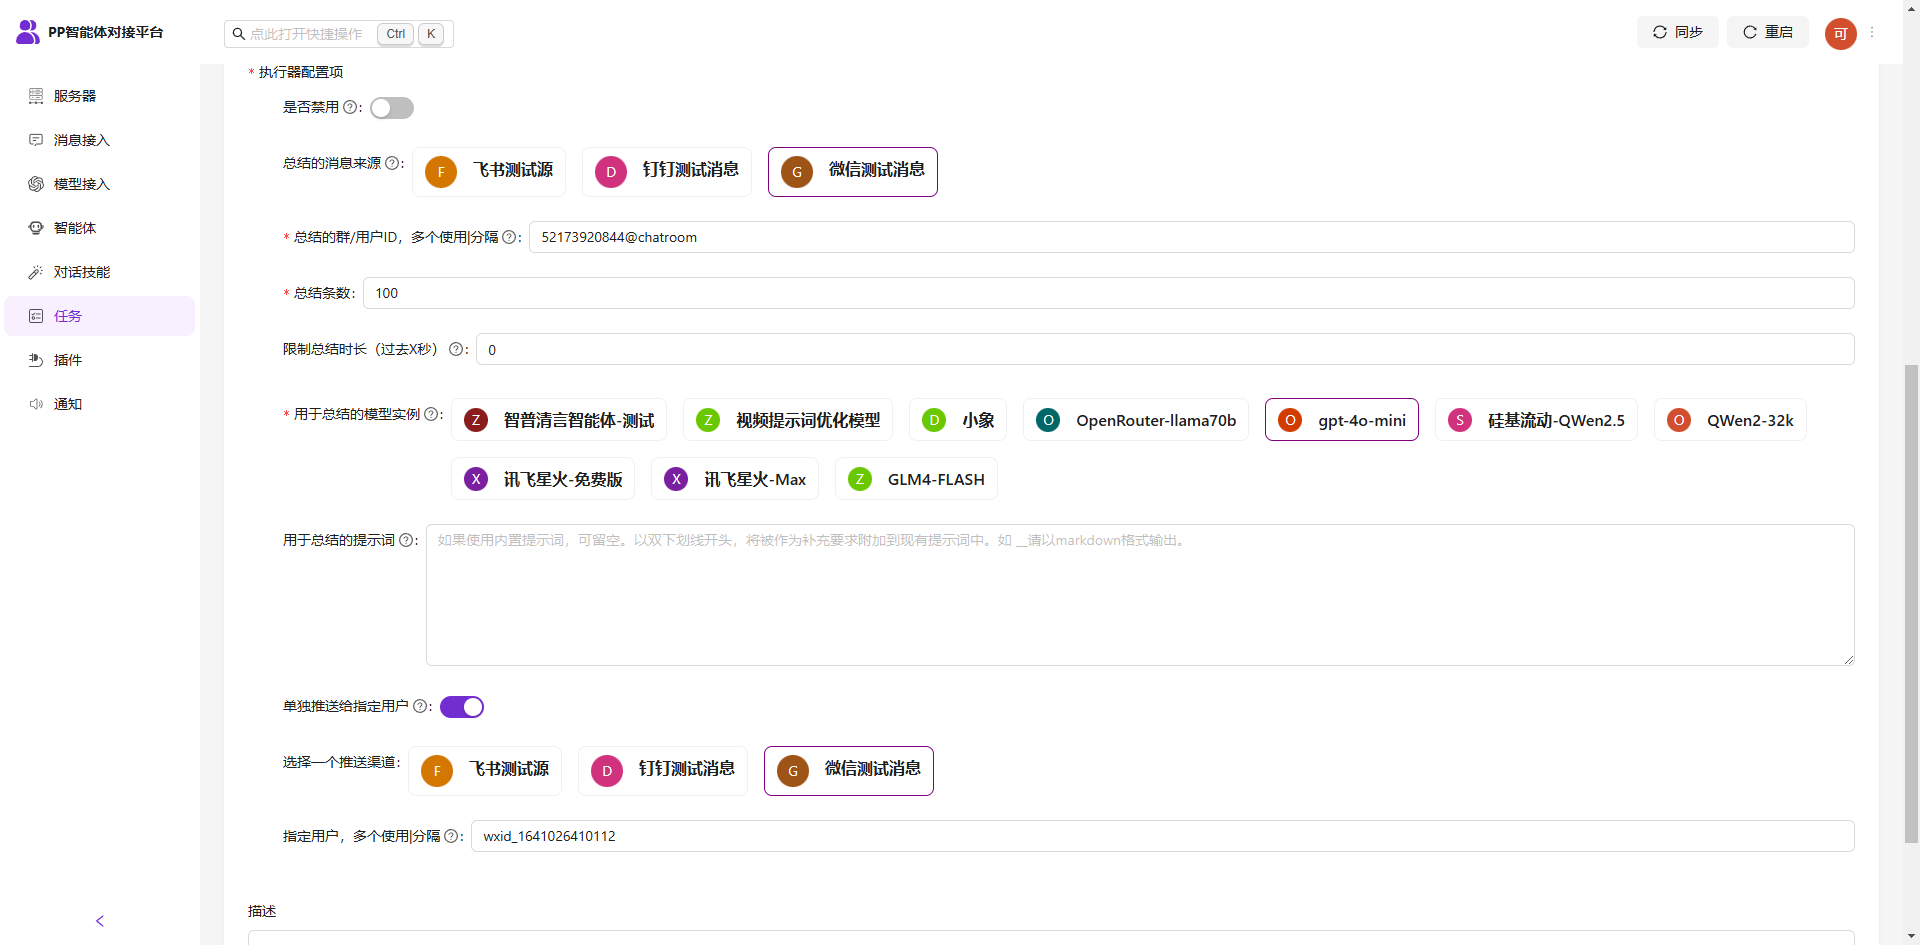 PP智能体对接平台
点此打开快捷操作 Ctrl K
同步 重启 可
服务器
消息接入
模型接入
智能体
对话技能
任务
插件
通知
* 执行器配置项
是否禁用 ? :
总结的消息来源 ? : F 飞书测试源 D 钉钉测试消息 G 微信测试消息
* 总结的群/用户ID，多个使用|分隔 ? : 52173920844@chatroom
* 总结条数: 100
限制总结时长（过去X秒） ? : 0
* 用于总结的模型实例 ? : Z 智普清言智能体-测试 Z 视频提示词优化模型 D 小象 O OpenRouter-llama70b O gpt-4o-mini S 硅基流动-QWen2.5 O QWen2-32k
X 讯飞星火-免费版 X 讯飞星火-Max Z GLM4-FLASH
用于总结的提示词 ? : 如果使用内置提示词，可留空。以双下划线开头，将被作为补充要求附加到现有提示词中。如 __请以markdown格式输出。
单独推送给指定用户 ? :
选择一个推送渠道: F 飞书测试源 D 钉钉测试消息 G 微信测试消息
指定用户，多个使用|分隔 ? : wxid_1641026410112
描述